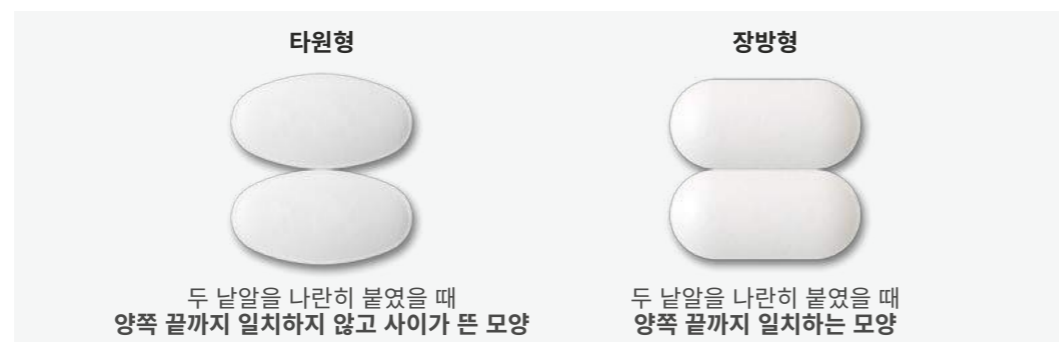 타원형
장방형
두 낱알을 나란히 붙였을 때
양쪽 끝까지 일치하지 않고 사이가 뜬 모양
두 낱알을 나란히 붙였을 때
양쪽 끝까지 일치하는 모양